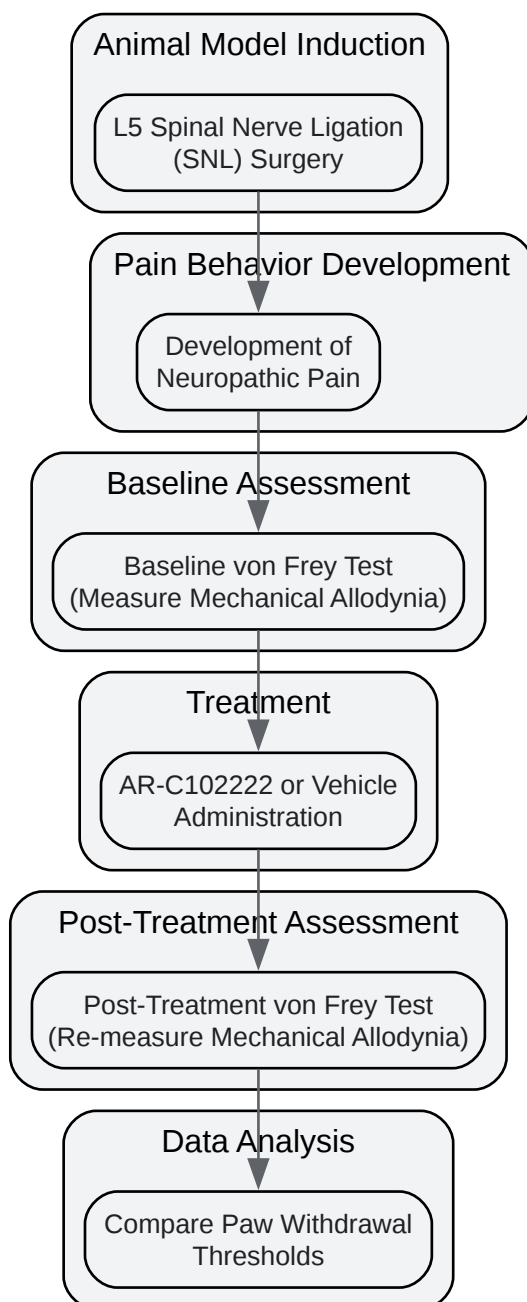 Animal Model Induction
L5 Spinal Nerve Ligation
(SNL) Surgery
Pain Behavior Development
Development of
Neuropathic Pain
Baseline Assessment
Baseline von Frey Test
(Measure Mechanical Allodynia)
Treatment
AR-C102222 or Vehicle
Administration
Post-Treatment Assessment
Post-Treatment von Frey Test
(Re-measure Mechanical Allodynia)
Data Analysis
Compare Paw Withdrawal
Thresholds